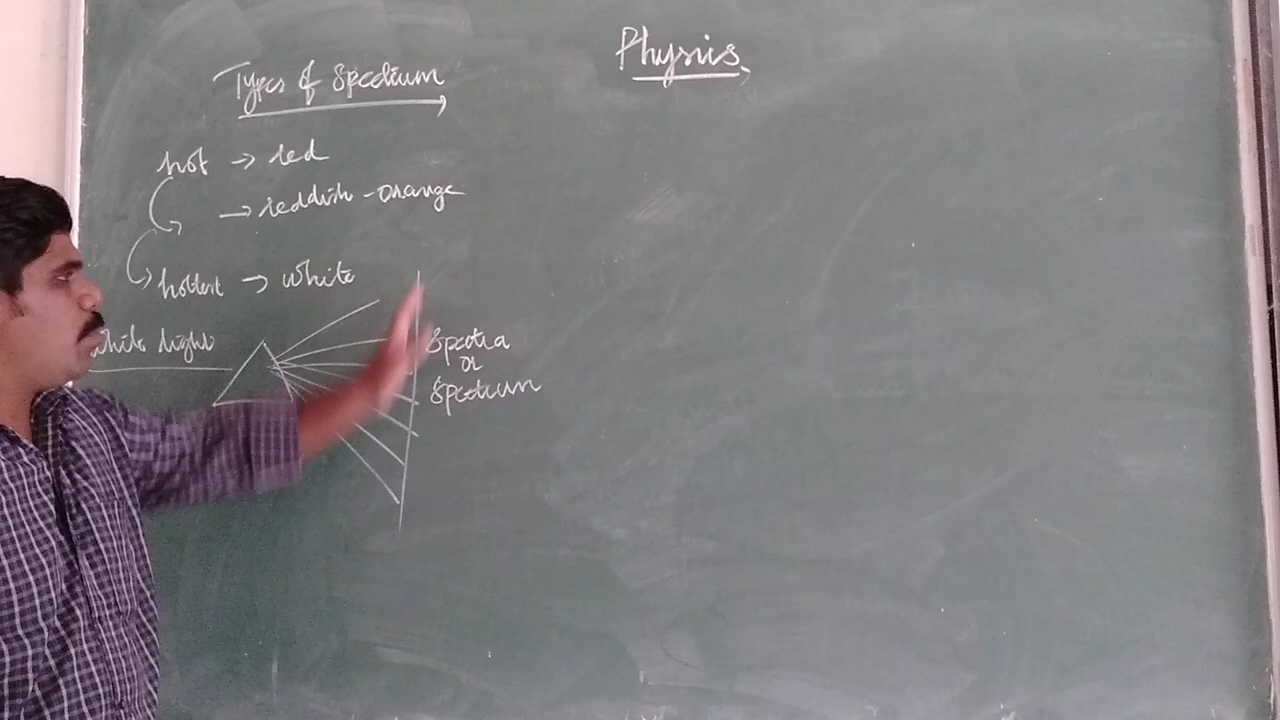 Physics
Types of Spectrum
hot → red
→ reddish-orange
hottest → white
white light
Spectra
or
Spectrum